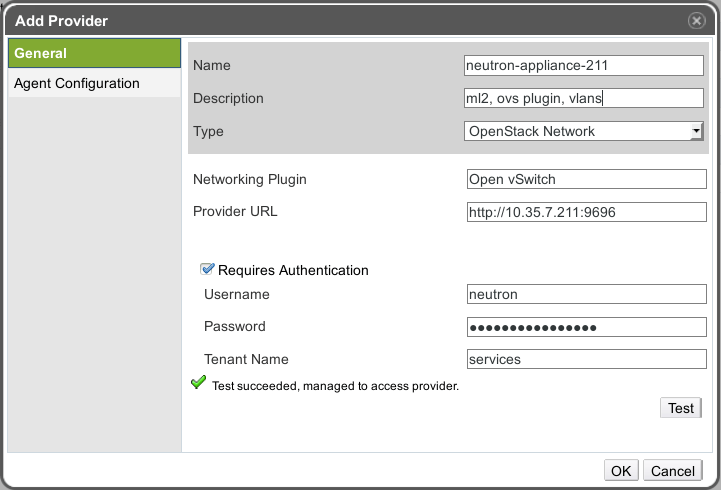 Add Provider
General
Agent Configuration
Name neutron-appliance-211
Description ml2, ovs plugin, vlans
Type OpenStack Network
Networking Plugin Open vSwitch
Provider URL http://10.35.7.211:9696
Requires Authentication
Username neutron
Password ●●●●●●●●●●●●●●●●
Tenant Name services
Test succeeded, managed to access provider.
Test
OK Cancel